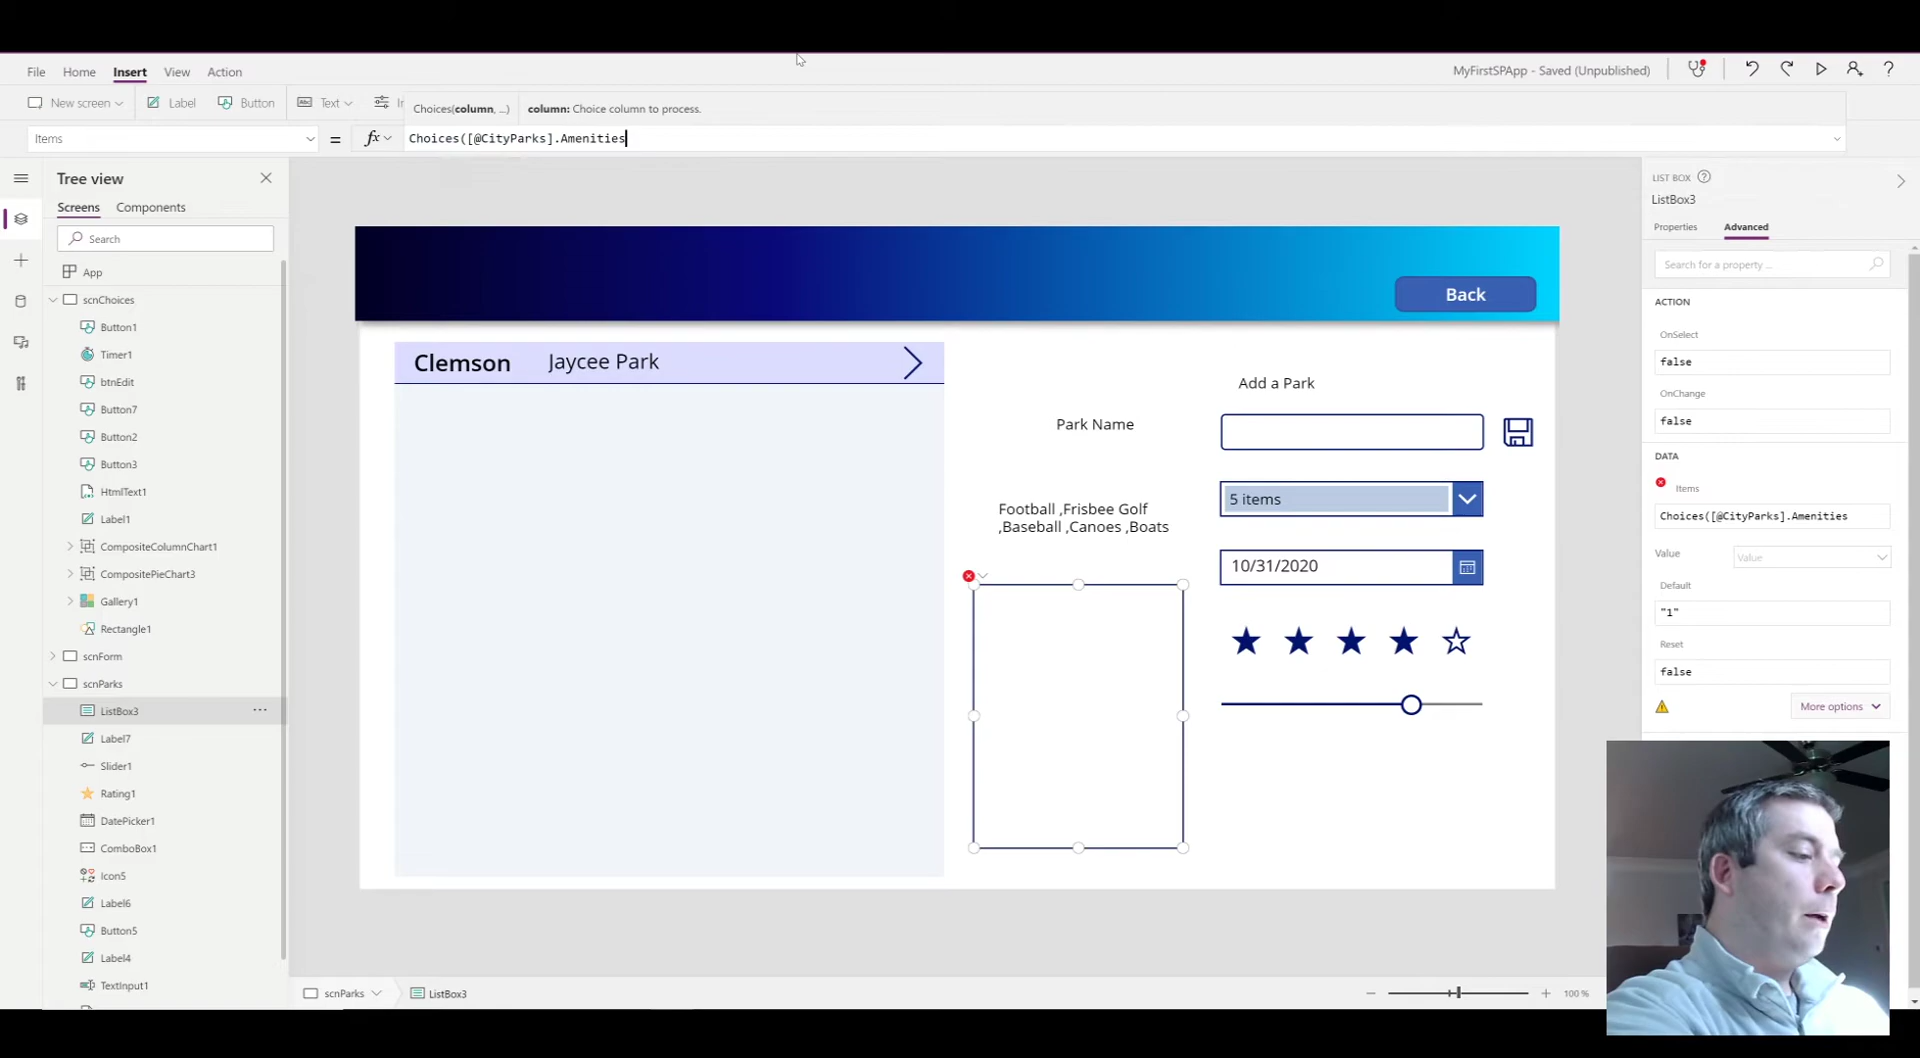 File Home Insert View Action
MyFirstSPApp - Saved (Unpublished)
New screen Label Button Text
Choices(column, ...) column: Choice column to process.
Items = fx Choices([@CityParks].Amenities
Tree view
Screens Components
Search
App
scnChoices
Button1
Timer1
btnEdit
Button7
Button2
Button3
HtmlText1
Label1
CompositeColumnChart1
CompositePieChart3
Gallery1
Rectangle1
scnForm
scnParks
ListBox3 ...
Label7
Slider1
Rating1
DatePicker1
ComboBox1
Icon5
Label6
Button5
Label4
TextInput1
Back
Clemson Jaycee Park
Add a Park
Park Name
5 items
Football ,Frisbee Golf
,Baseball ,Canoes ,Boats
10/31/2020
scnParks ListBox3
100 %
LIST BOX
ListBox3
Properties Advanced
Search for a property ...
ACTION
OnSelect
false
OnChange
false
DATA
Items
Choices([@CityParks].Amenities
Value Value
Default
"1"
Reset
false
More options